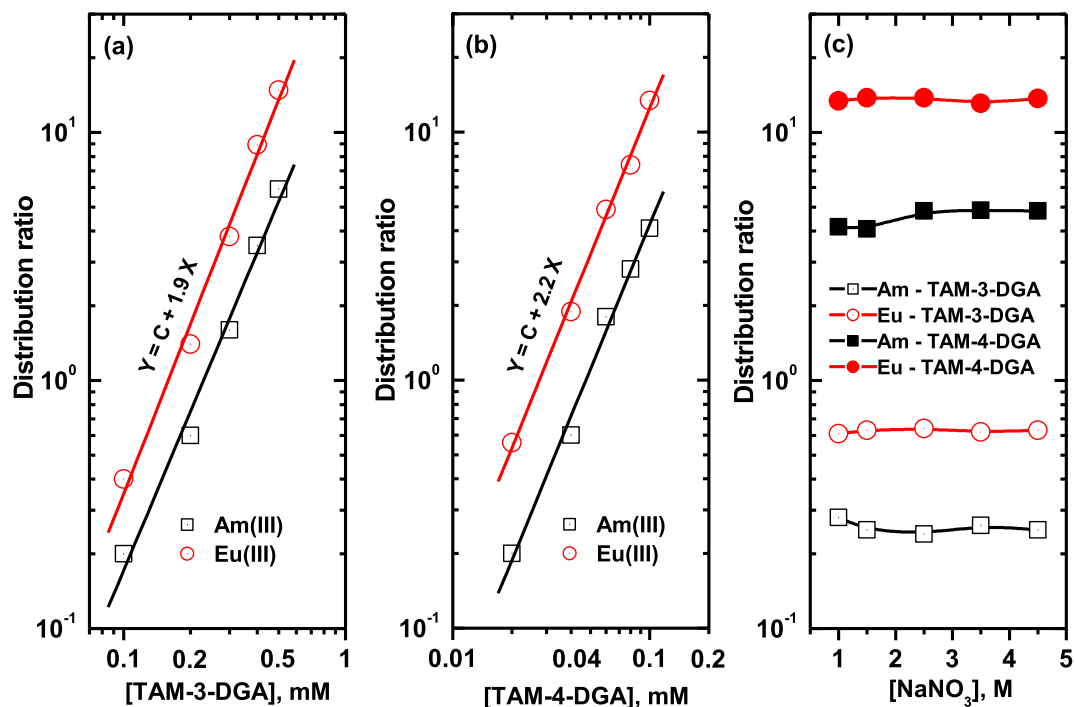 (a)
Distribution ratio
10¹
10⁰
10⁻¹
Y = C + 1.9 X
Am(III)
Eu(III)
0.1 0.2 0.5 1
[TAM-3-DGA], mM
(b)
Distribution ratio
10¹
10⁰
10⁻¹
Y = C + 2.2 X
Am(III)
Eu(III)
0.01 0.04 0.1 0.2
[TAM-4-DGA], mM
(c)
Distribution ratio
10¹
10⁰
10⁻¹
Am - TAM-3-DGA
Eu - TAM-3-DGA
Am - TAM-4-DGA
Eu - TAM-4-DGA
1 2 3 4 5
[NaNO₃], M